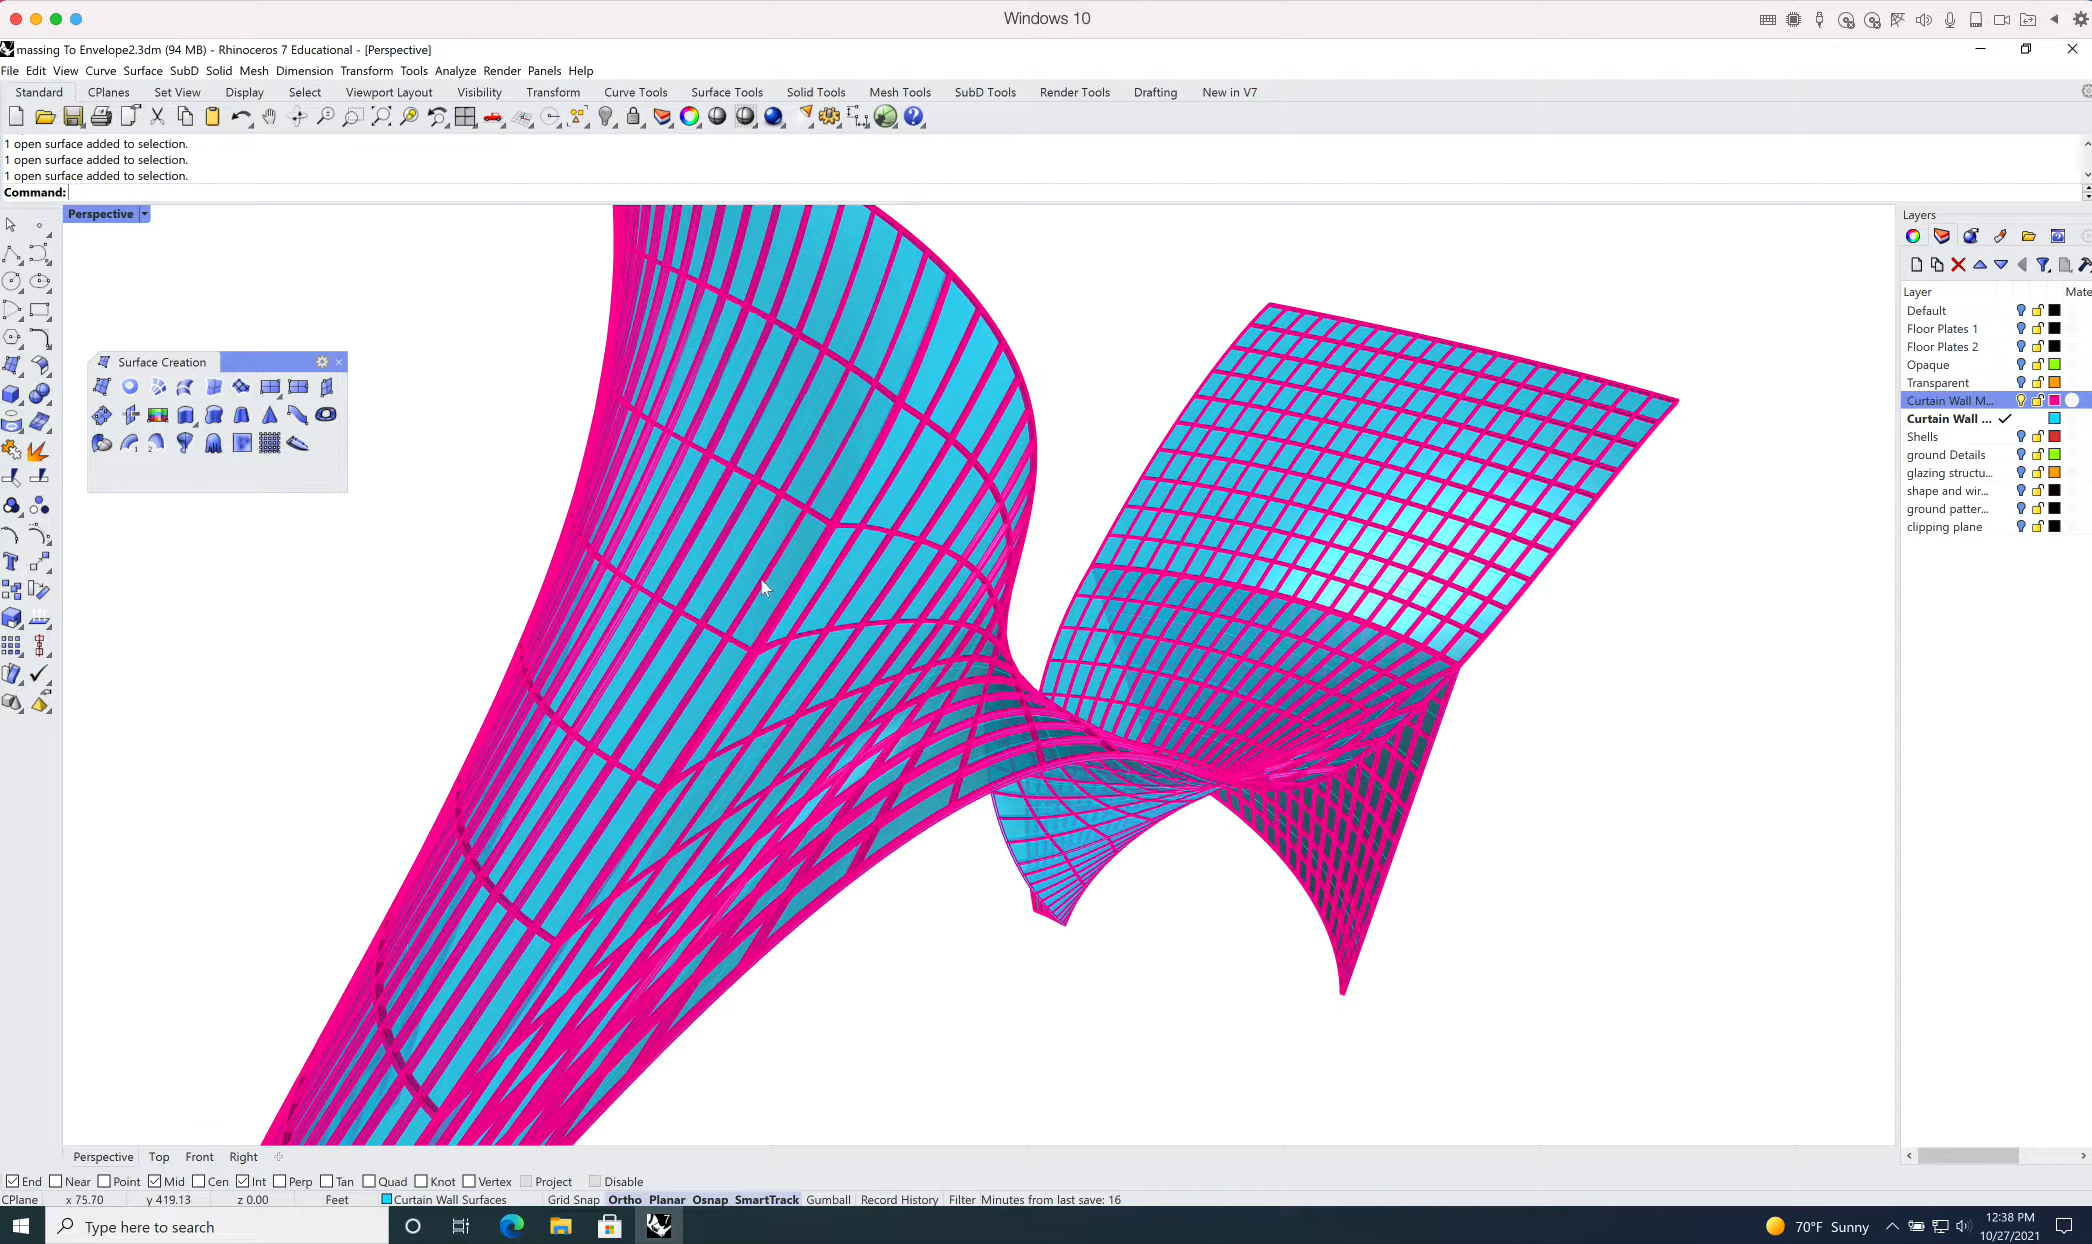 Windows 10
massing To Envelope2.3dm (94 MB) - Rhinoceros 7 Educational - [Perspective]
File Edit View Curve Surface SubD Solid Mesh Dimension Transform Tools Analyze Render Panels Help
Standard CPlanes Set View Display Select Viewport Layout Visibility Transform Curve Tools Surface Tools Solid Tools Mesh Tools SubD Tools Render Tools Drafting New in V7
1 open surface added to selection.
1 open surface added to selection.
1 open surface added to selection.
Command:
Perspective
Surface Creation
Layers
Layer Mate
Default
Floor Plates 1
Floor Plates 2
Opaque
Transparent
Curtain Wall M...
Curtain Wall ...
Shells
ground Details
glazing structu...
shape and wir...
ground patter...
clipping plane
Perspective Top Front Right
End Near Point Mid Cen Int Perp Tan Quad Knot Vertex Project Disable
CPlane x 75.70 y 419.13 z 0.00 Feet Curtain Wall Surfaces Grid Snap Ortho Planar Osnap SmartTrack Gumball Record History Filter Minutes from last save: 16
Type here to search
70°F Sunny
12:38 PM
10/27/2021